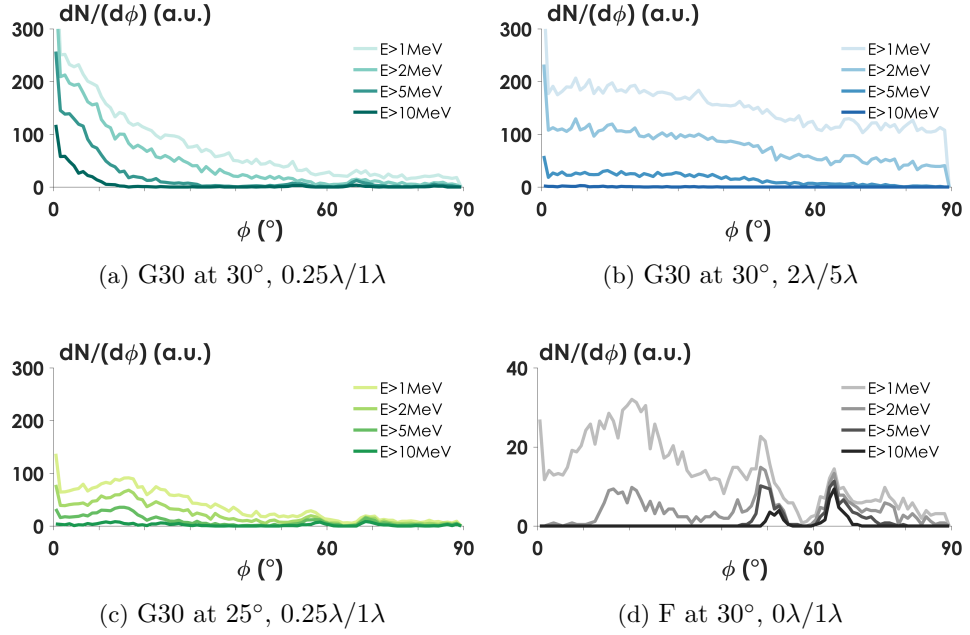 dN/(dϕ) (a.u.)
300
200
100
0
0
60
90
ϕ (°)
E>1MeV
E>2MeV
E>5MeV
E>10MeV
(a) G30 at 30°, 0.25λ/1λ
dN/(dϕ) (a.u.)
300
200
100
0
0
60
90
ϕ (°)
E>1MeV
E>2MeV
E>5MeV
E>10MeV
(b) G30 at 30°, 2λ/5λ
dN/(dϕ) (a.u.)
300
200
100
0
0
60
90
ϕ (°)
E>1MeV
E>2MeV
E>5MeV
E>10MeV
(c) G30 at 25°, 0.25λ/1λ
dN/(dϕ) (a.u.)
40
20
0
0
60
90
ϕ (°)
E>1MeV
E>2MeV
E>5MeV
E>10MeV
(d) F at 30°, 0λ/1λ